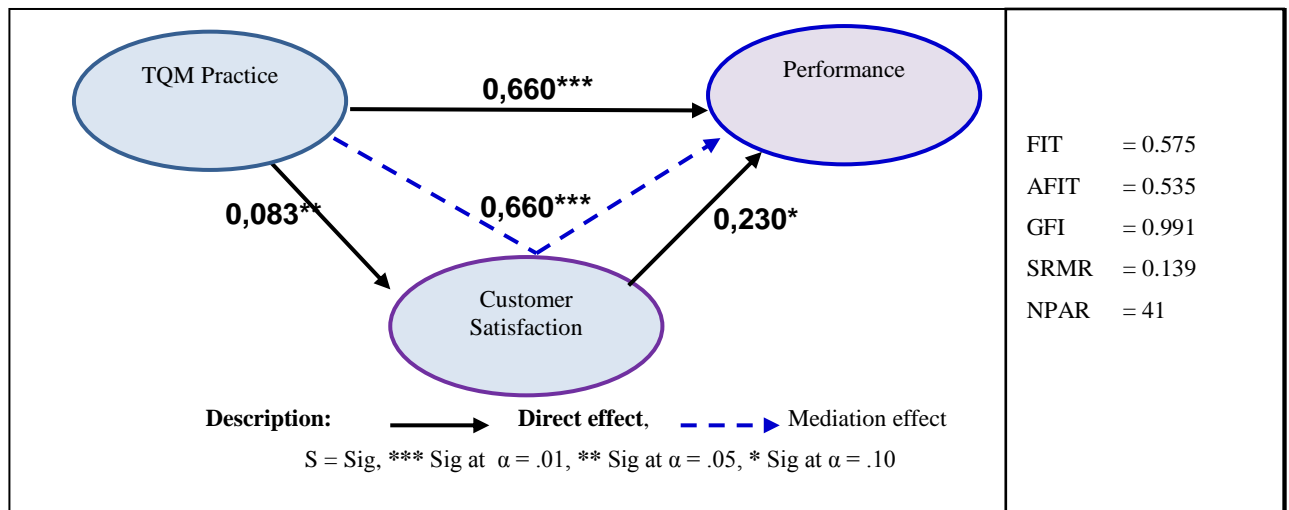 TQM Practice
Performance
0,660***
0,083**
0,660***
0,230*
Customer
Satisfaction
Description: Direct effect, Mediation effect
S = Sig, *** Sig at α = .01, ** Sig at α = .05, * Sig at α = .10
FIT = 0.575
AFIT = 0.535
GFI = 0.991
SRMR = 0.139
NPAR = 41